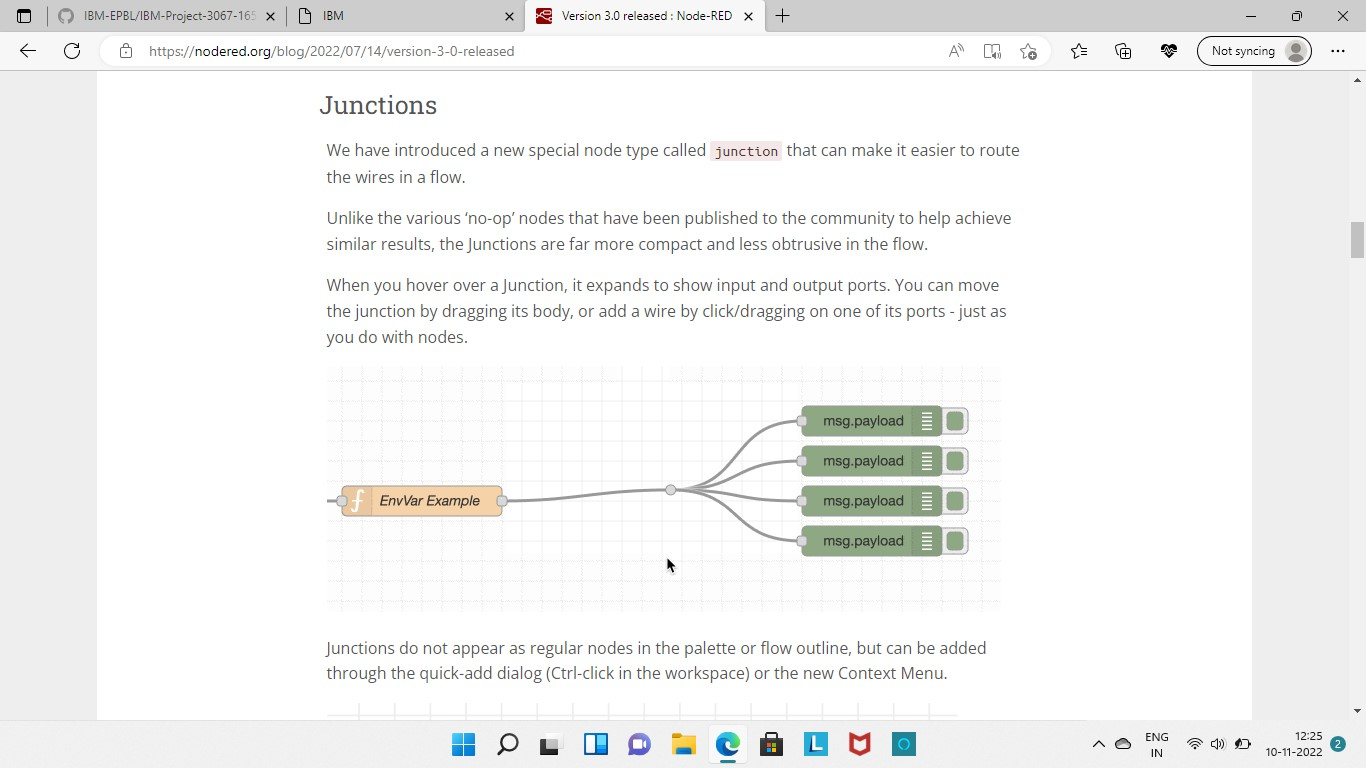 IBM-EPBL/IBM-Project-3067-165
IBM
Version 3.0 released : Node-RED
https://nodered.org/blog/2022/07/14/version-3-0-released
Not syncing
Junctions
We have introduced a new special node type called junction that can make it easier to route
the wires in a flow.
Unlike the various ‘no-op’ nodes that have been published to the community to help achieve
similar results, the Junctions are far more compact and less obtrusive in the flow.
When you hover over a Junction, it expands to show input and output ports. You can move
the junction by dragging its body, or add a wire by click/dragging on one of its ports - just as
you do with nodes.
msg.payload
msg.payload
EnvVar Example
msg.payload
msg.payload
Junctions do not appear as regular nodes in the palette or flow outline, but can be added
through the quick-add dialog (Ctrl-click in the workspace) or the new Context Menu.
L
ENG
IN
12:25
10-11-2022
2